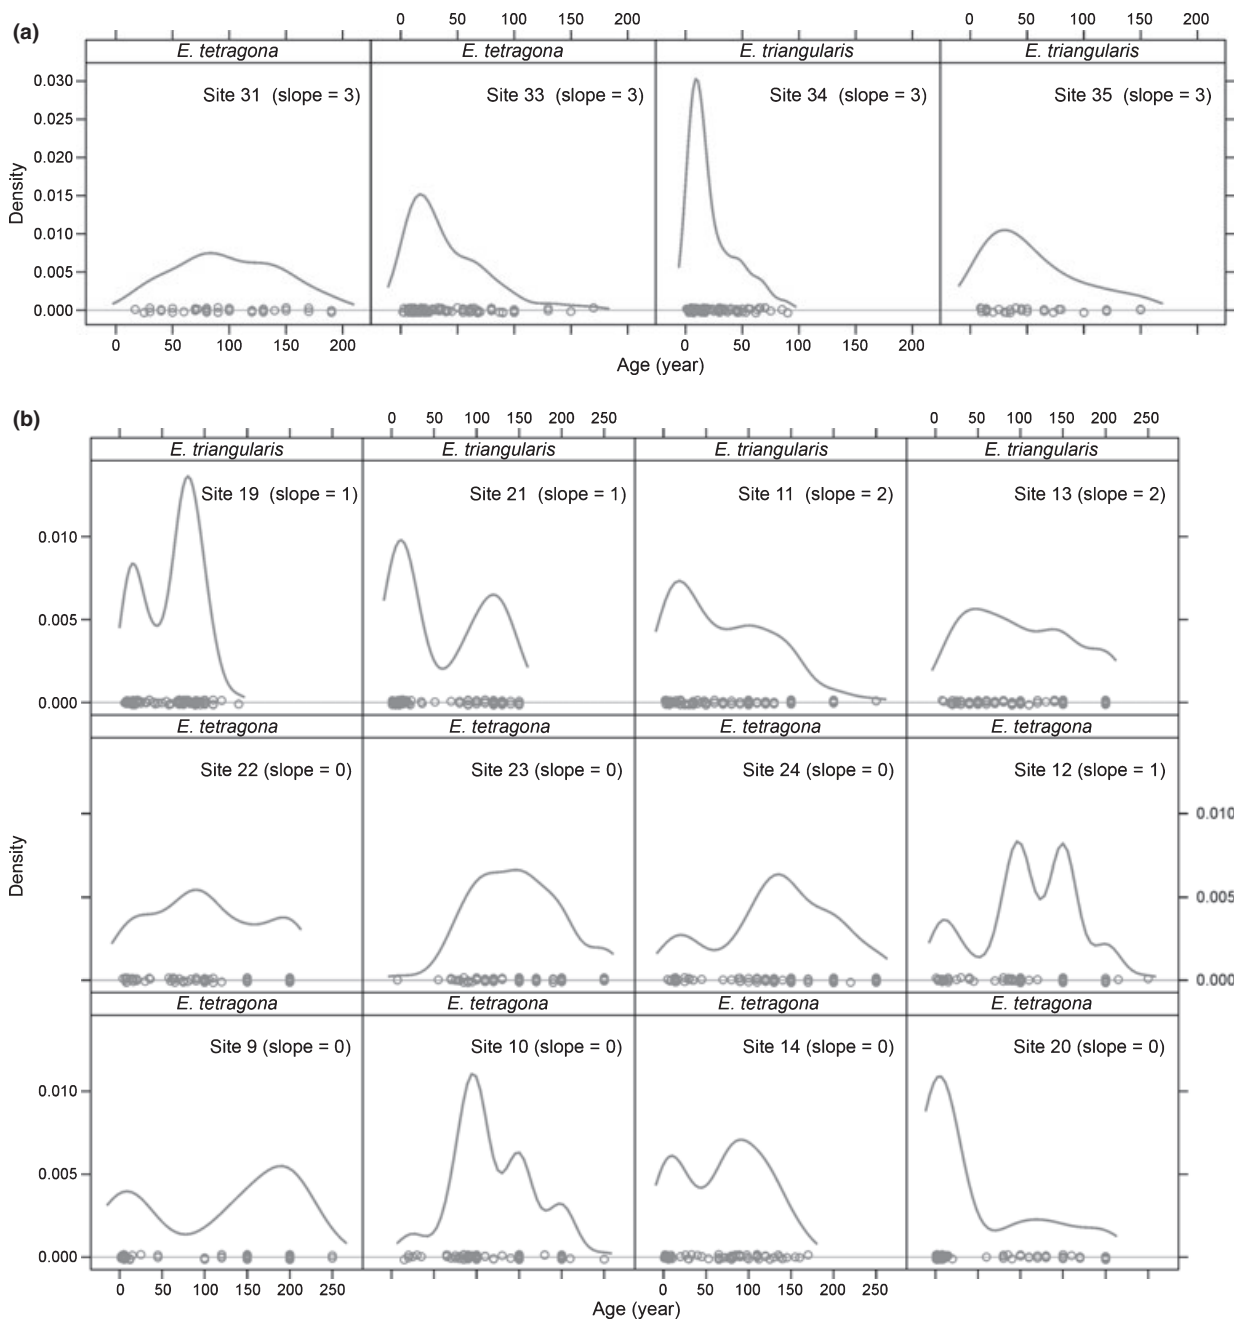 (a)
0 50 100 150 200 0 50 100 150 200
E. tetragona E. tetragona E. triangularis E. triangularis
Site 31 (slope = 3) Site 33 (slope = 3) Site 34 (slope = 3) Site 35 (slope = 3)
0.030
0.025
0.020
0.015
0.010
0.005
0.000
Density
0 50 100 150 200 0 50 100 150 200
Age (year)
(b)
0 50 100 150 200 250 0 50 100 150 200 250
E. triangularis E. triangularis E. triangularis E. triangularis
Site 19 (slope = 1) Site 21 (slope = 1) Site 11 (slope = 2) Site 13 (slope = 2)
0.010
0.005
0.000
E. tetragona E. tetragona E. tetragona E. tetragona
Site 22 (slope = 0) Site 23 (slope = 0) Site 24 (slope = 0) Site 12 (slope = 1)
0.010
0.005
0.000
Density
E. tetragona E. tetragona E. tetragona E. tetragona
Site 9 (slope = 0) Site 10 (slope = 0) Site 14 (slope = 0) Site 20 (slope = 0)
0.010
0.005
0.000
0 50 100 150 200 250 0 50 100 150 200 250
Age (year)